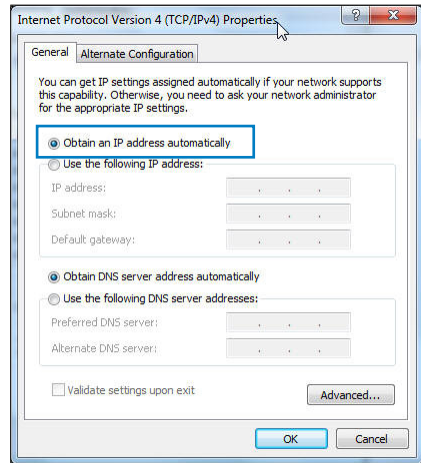 Internet Protocol Version 4 (TCP/IPv4) Properties
General
Alternate Configuration
You can get IP settings assigned automatically if your network supports
this capability. Otherwise, you need to ask your network administrator
for the appropriate IP settings.
Obtain an IP address automatically
Use the following IP address:
IP address:
Subnet mask:
Default gateway:
Obtain DNS server address automatically
Use the following DNS server addresses:
Preferred DNS server:
Alternate DNS server:
Validate settings upon exit
Advanced...
OK
Cancel